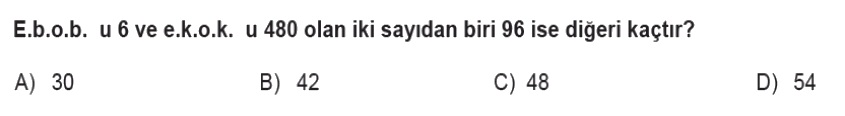 E.b.o.b.  u 6 ve e.k.o.k.  u 480 olan iki sayıdan biri 96 ise diğeri kaçtır?
A)  30  B)  42  C)  48  D)  54